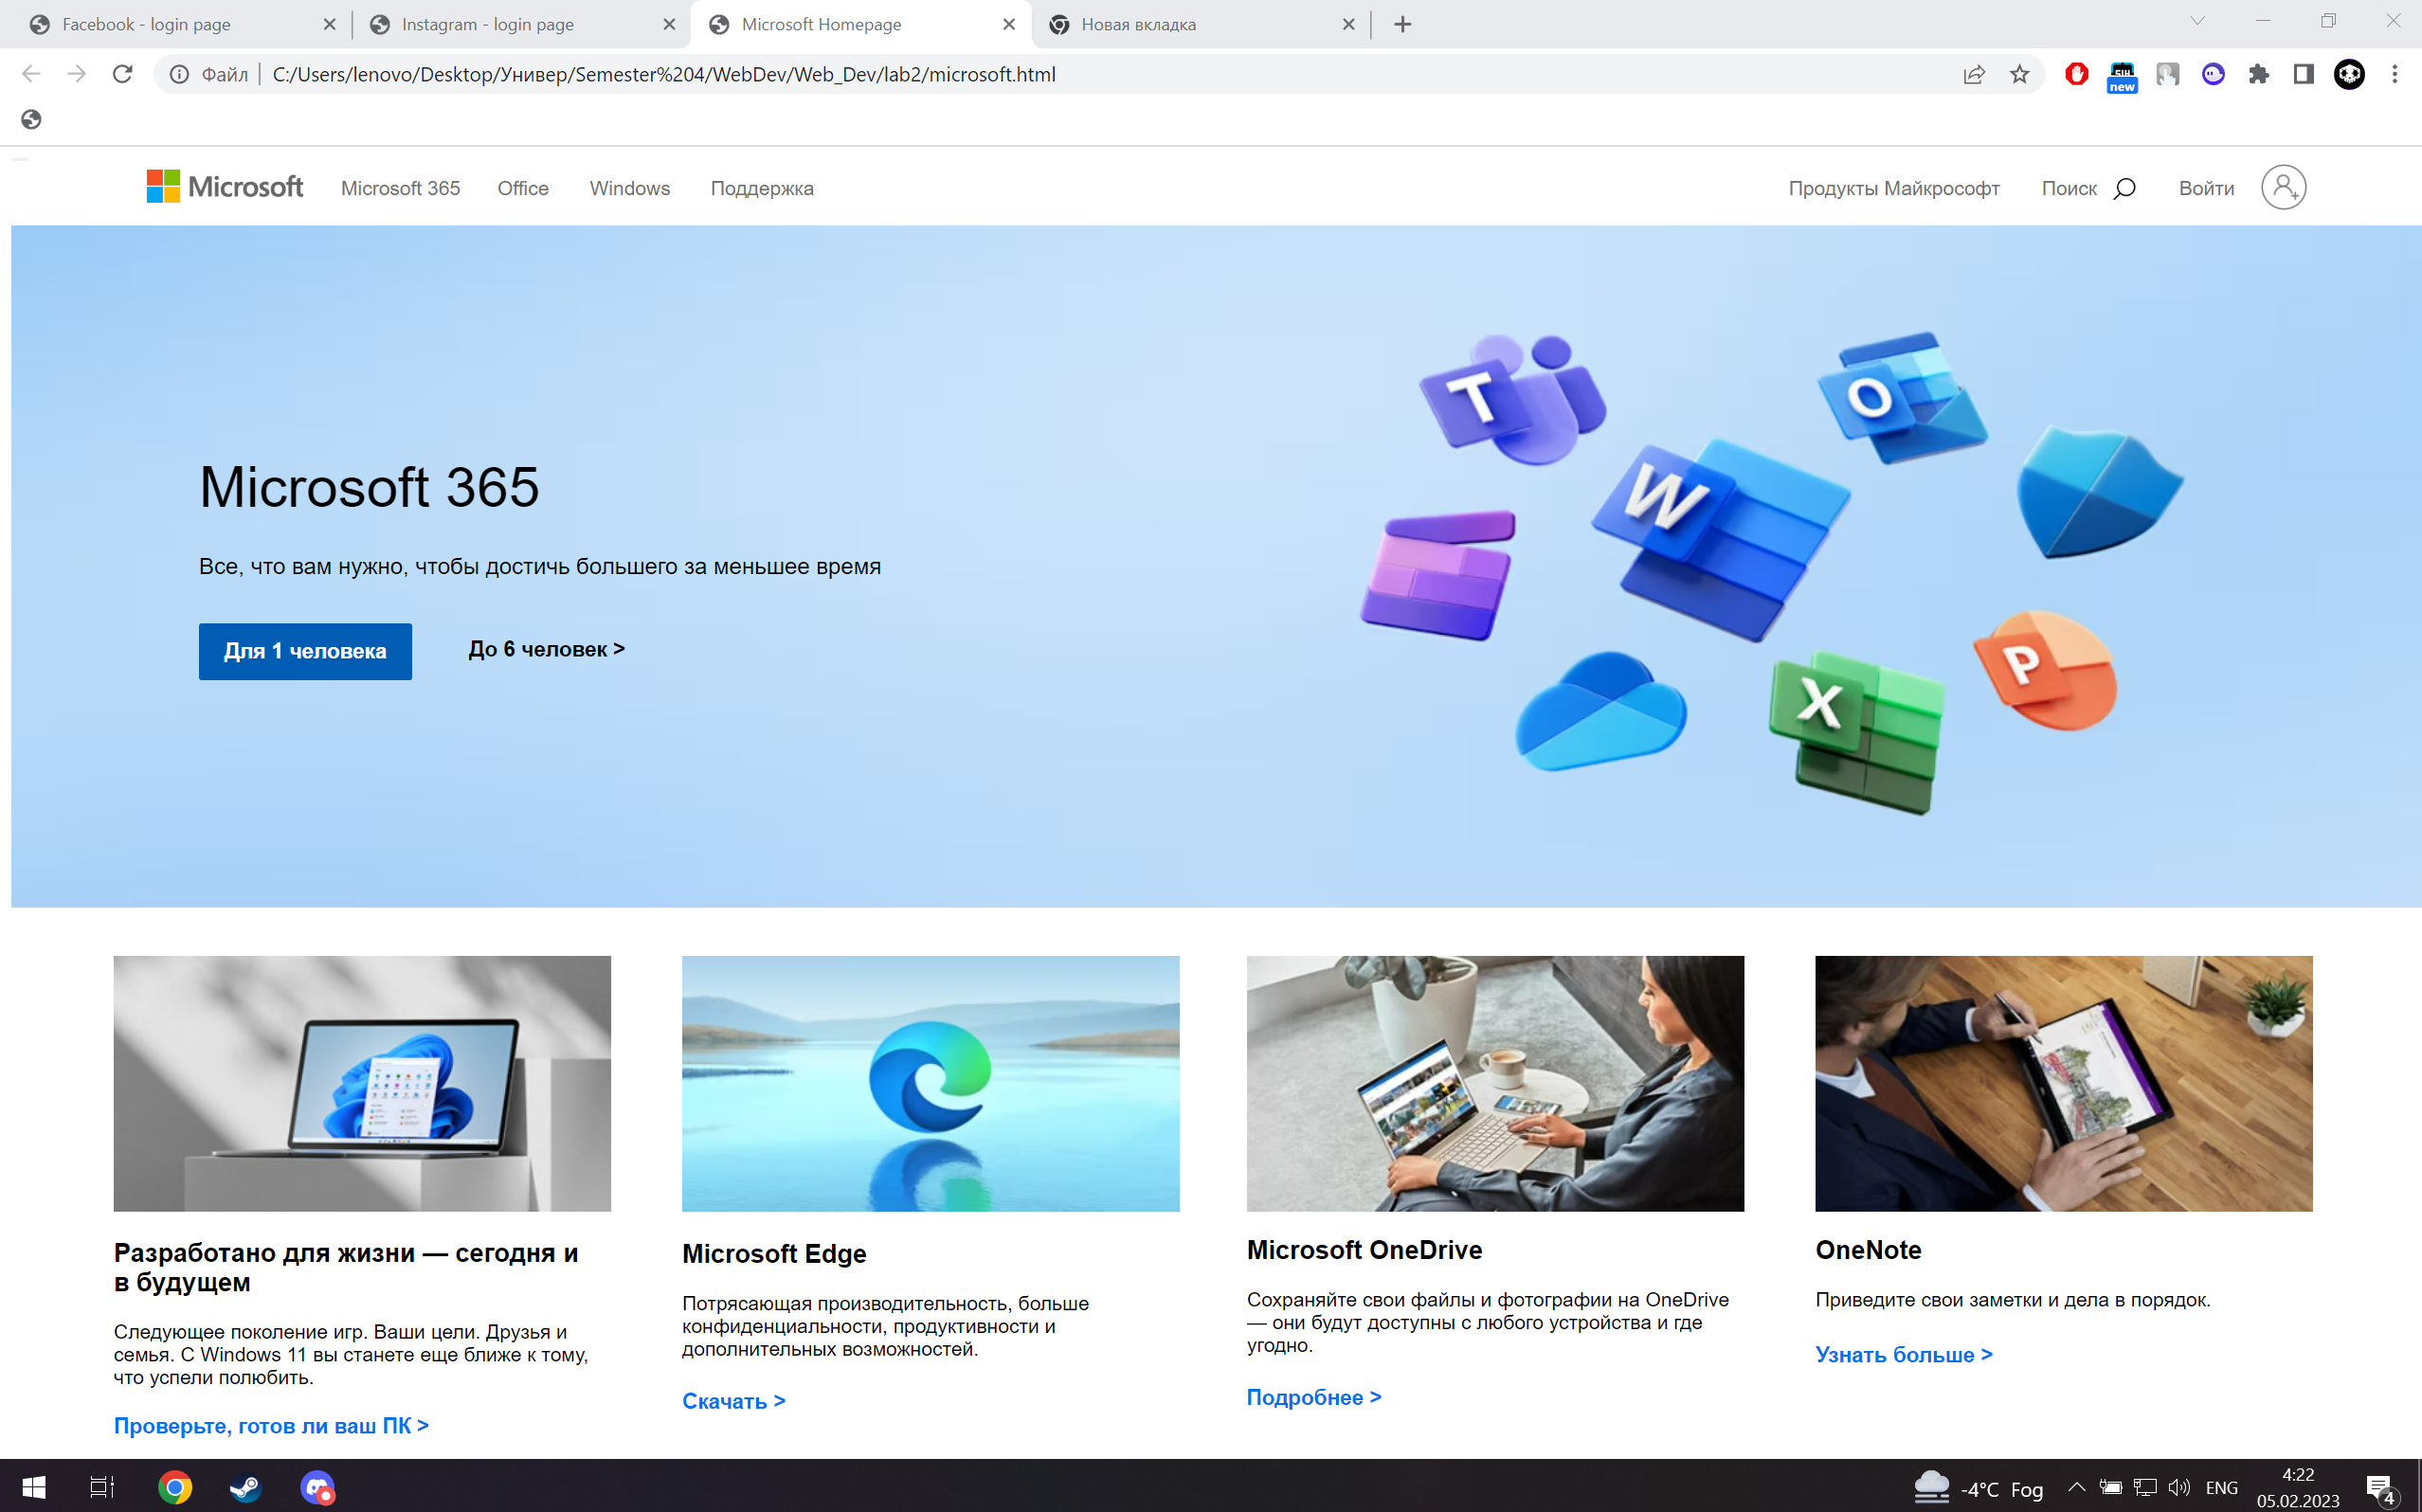 Facebook - login page
Instagram - login page
Microsoft Homepage
Новая вкладка
Файл
C:/Users/lenovo/Desktop/Универ/Semester%204/WebDev/Web_Dev/lab2/microsoft.html
new
Microsoft
Microsoft 365
Office
Windows
Поддержка
Продукты Майкрософт
Поиск
Войти
T
O
W
X
P
Microsoft 365
Все, что вам нужно, чтобы достичь большего за меньшее время
Для 1 человека
До 6 человек >
Разработано для жизни — сегодня и
в будущем
Следующее поколение игр. Ваши цели. Друзья и
семья. С Windows 11 вы станете еще ближе к тому,
что успели полюбить.
Проверьте, готов ли ваш ПК >
Microsoft Edge
Потрясающая производительность, больше
конфиденциальности, продуктивности и
дополнительных возможностей.
Скачать >
Microsoft OneDrive
Сохраняйте свои файлы и фотографии на OneDrive
— они будут доступны с любого устройства и где
угодно.
Подробнее >
OneNote
Приведите свои заметки и дела в порядок.
Узнать больше >
-4°C Fog
ENG
4:22
05.02.2023
4